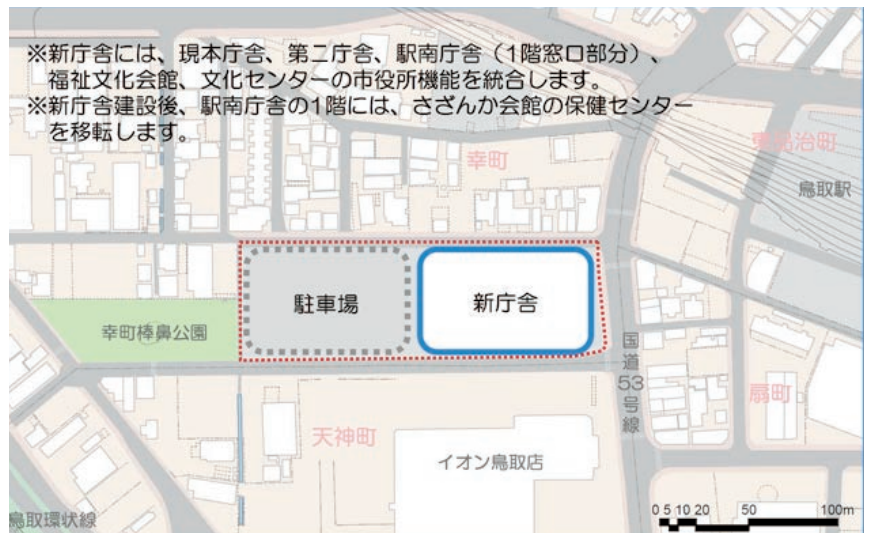 ※新庁舎には、現本庁舎、第二庁舎、駅南庁舎（1階窓口部分）、
福祉文化会館、文化センターの市役所機能を統合します。
※新庁舎建設後、駅南庁舎の1階には、さざんか会館の保健センター
を移転します。
東品治町
幸町
鳥取駅
駐車場
新庁舎
幸町棒鼻公園
国道53号線
扇町
天神町
イオン鳥取店
鳥取環状線
0 5 10 20 50 100m